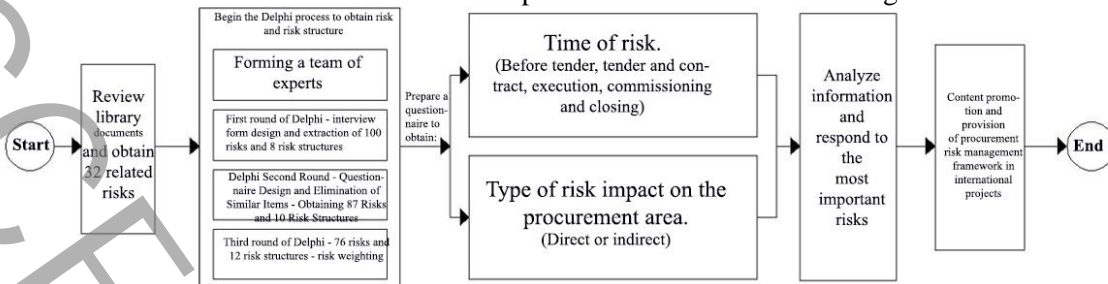 Start
Review
library
documents
and obtain
32 related
risks
Begin the Delphi process to obtain risk
and risk structure
Forming a team of
experts
First round of Delphi - interview
form design and extraction of 100
risks and 8 risk structures
Delphi Second Round - Question-
naire Design and Elimination of
Similar Items - Obtaining 87 Risks
and 10 Risk Structures
Third round of Delphi - 76 risks and
12 risk structures - risk weighting
Prepare a
question-
naire to
obtain:
Time of risk.
(Before tender, tender and con-
tract, execution, commissioning
and closing)
Type of risk impact on the
procurement area.
(Direct or indirect)
Analyze
information
and
respond to
the
most
important
risks
Content promo-
tion and
provision
of procurement
risk management
framework in
international
projects
End